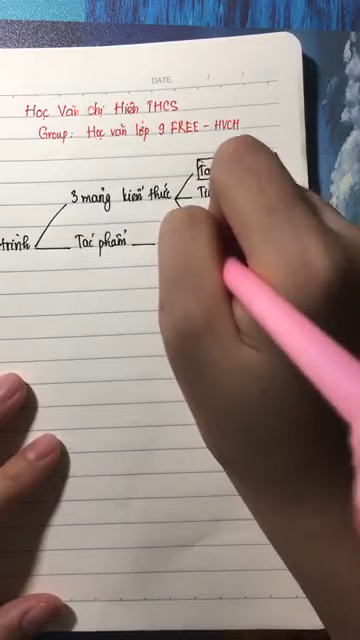 DATE / /
Học Văn chị Hiên THCS
Group: Học văn lớp 9 FREE - HVCH
3 mảng kiến thức
trình
Tác phẩm